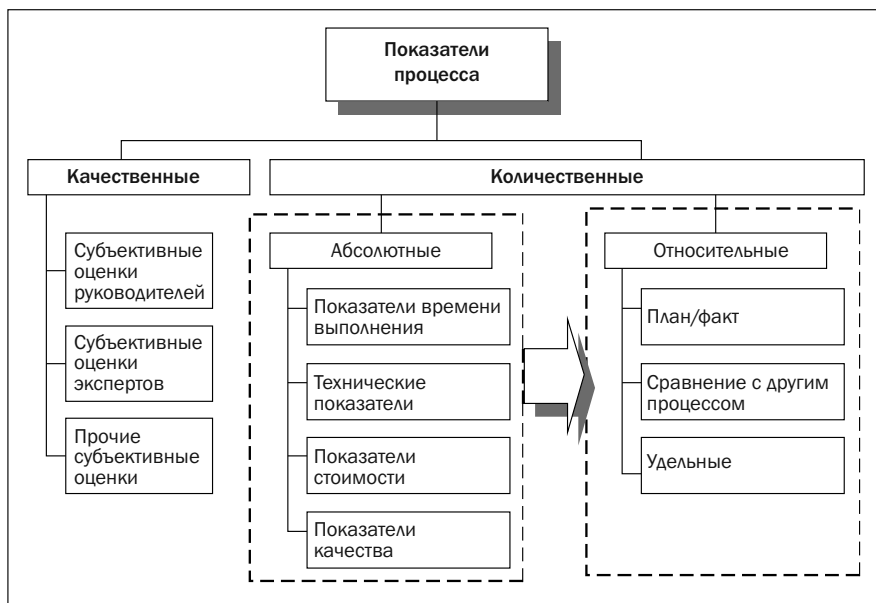 Показатели
процесса
Качественные
Количественные
Субъективные
оценки
руководителей
Субъективные
оценки
экспертов
Прочие
субъективные
оценки
Абсолютные
Показатели времени
выполнения
Технические
показатели
Показатели
стоимости
Показатели
качества
Относительные
План/факт
Сравнение с другим
процессом
Удельные